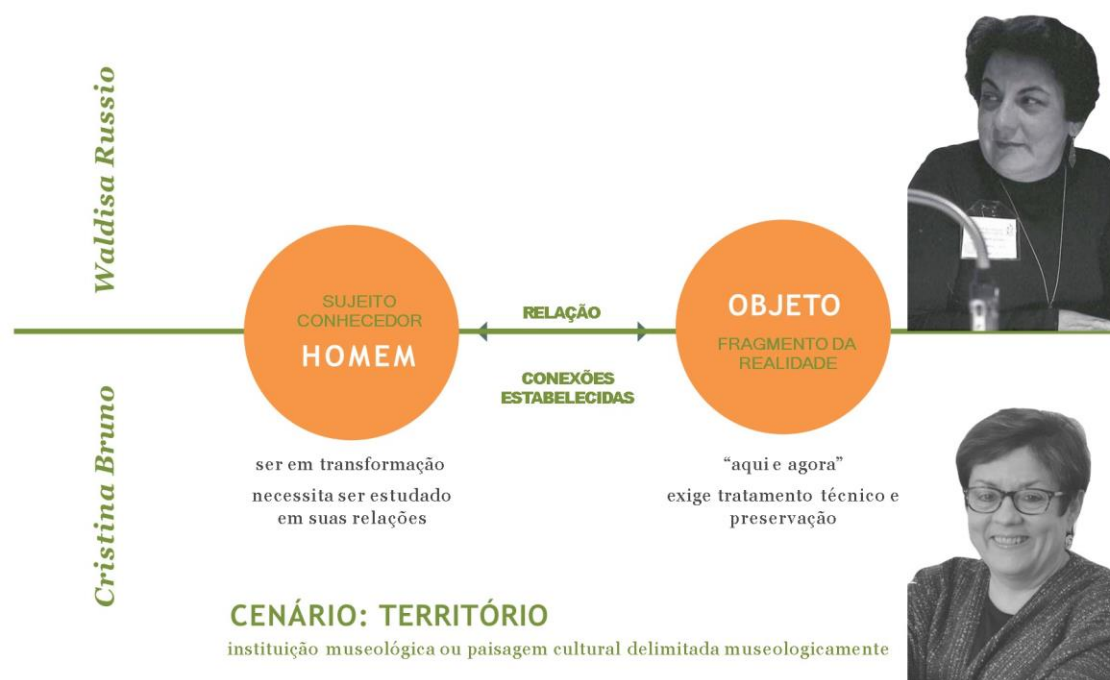 Waldisa Russio
Cristina Bruno
SUJEITO
CONHECEDOR
HOMEM
RELAÇÃO
CONEXÕES
ESTABELECIDAS
OBJETO
FRAGMENTO DA
REALIDADE
ser em transformação
necessita ser estudado
em suas relações
“aqui e agora”
exige tratamento técnico e
preservação
CENÁRIO: TERRITÓRIO
instituição museológica ou paisagem cultural delimitada museologicamente